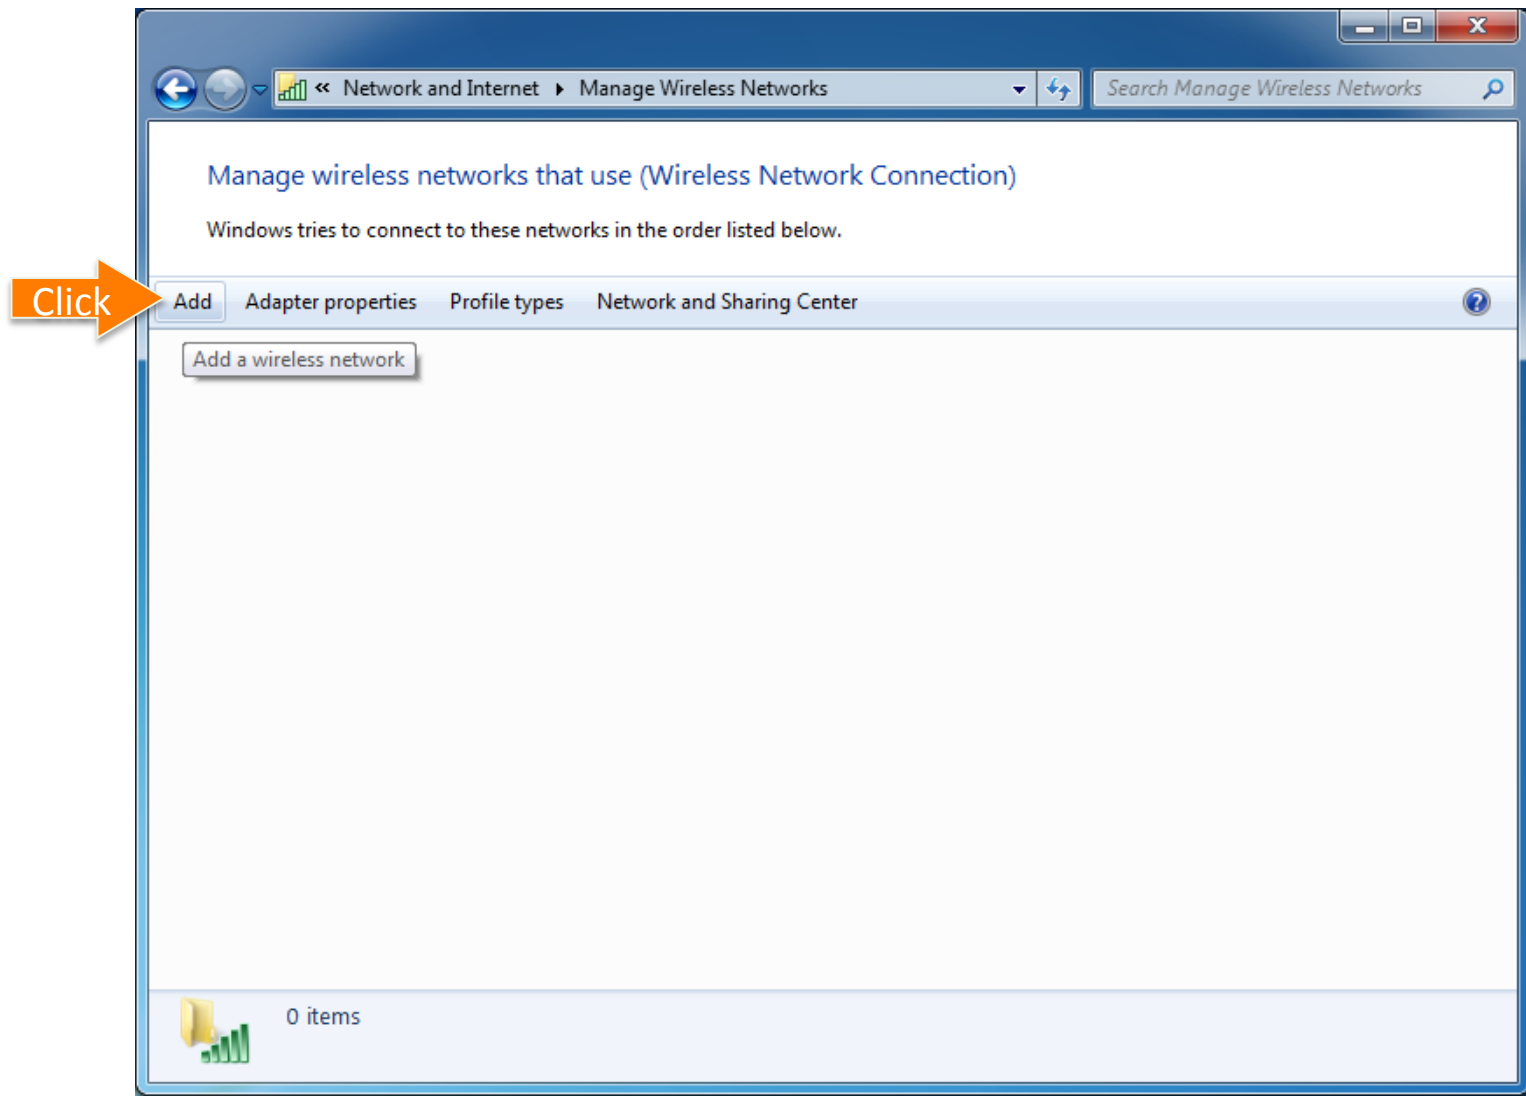 « Network and Internet ▸ Manage Wireless Networks
Search Manage Wireless Networks
Manage wireless networks that use (Wireless Network Connection)
Windows tries to connect to these networks in the order listed below.
Click
Add Adapter properties Profile types Network and Sharing Center
Add a wireless network
0 items